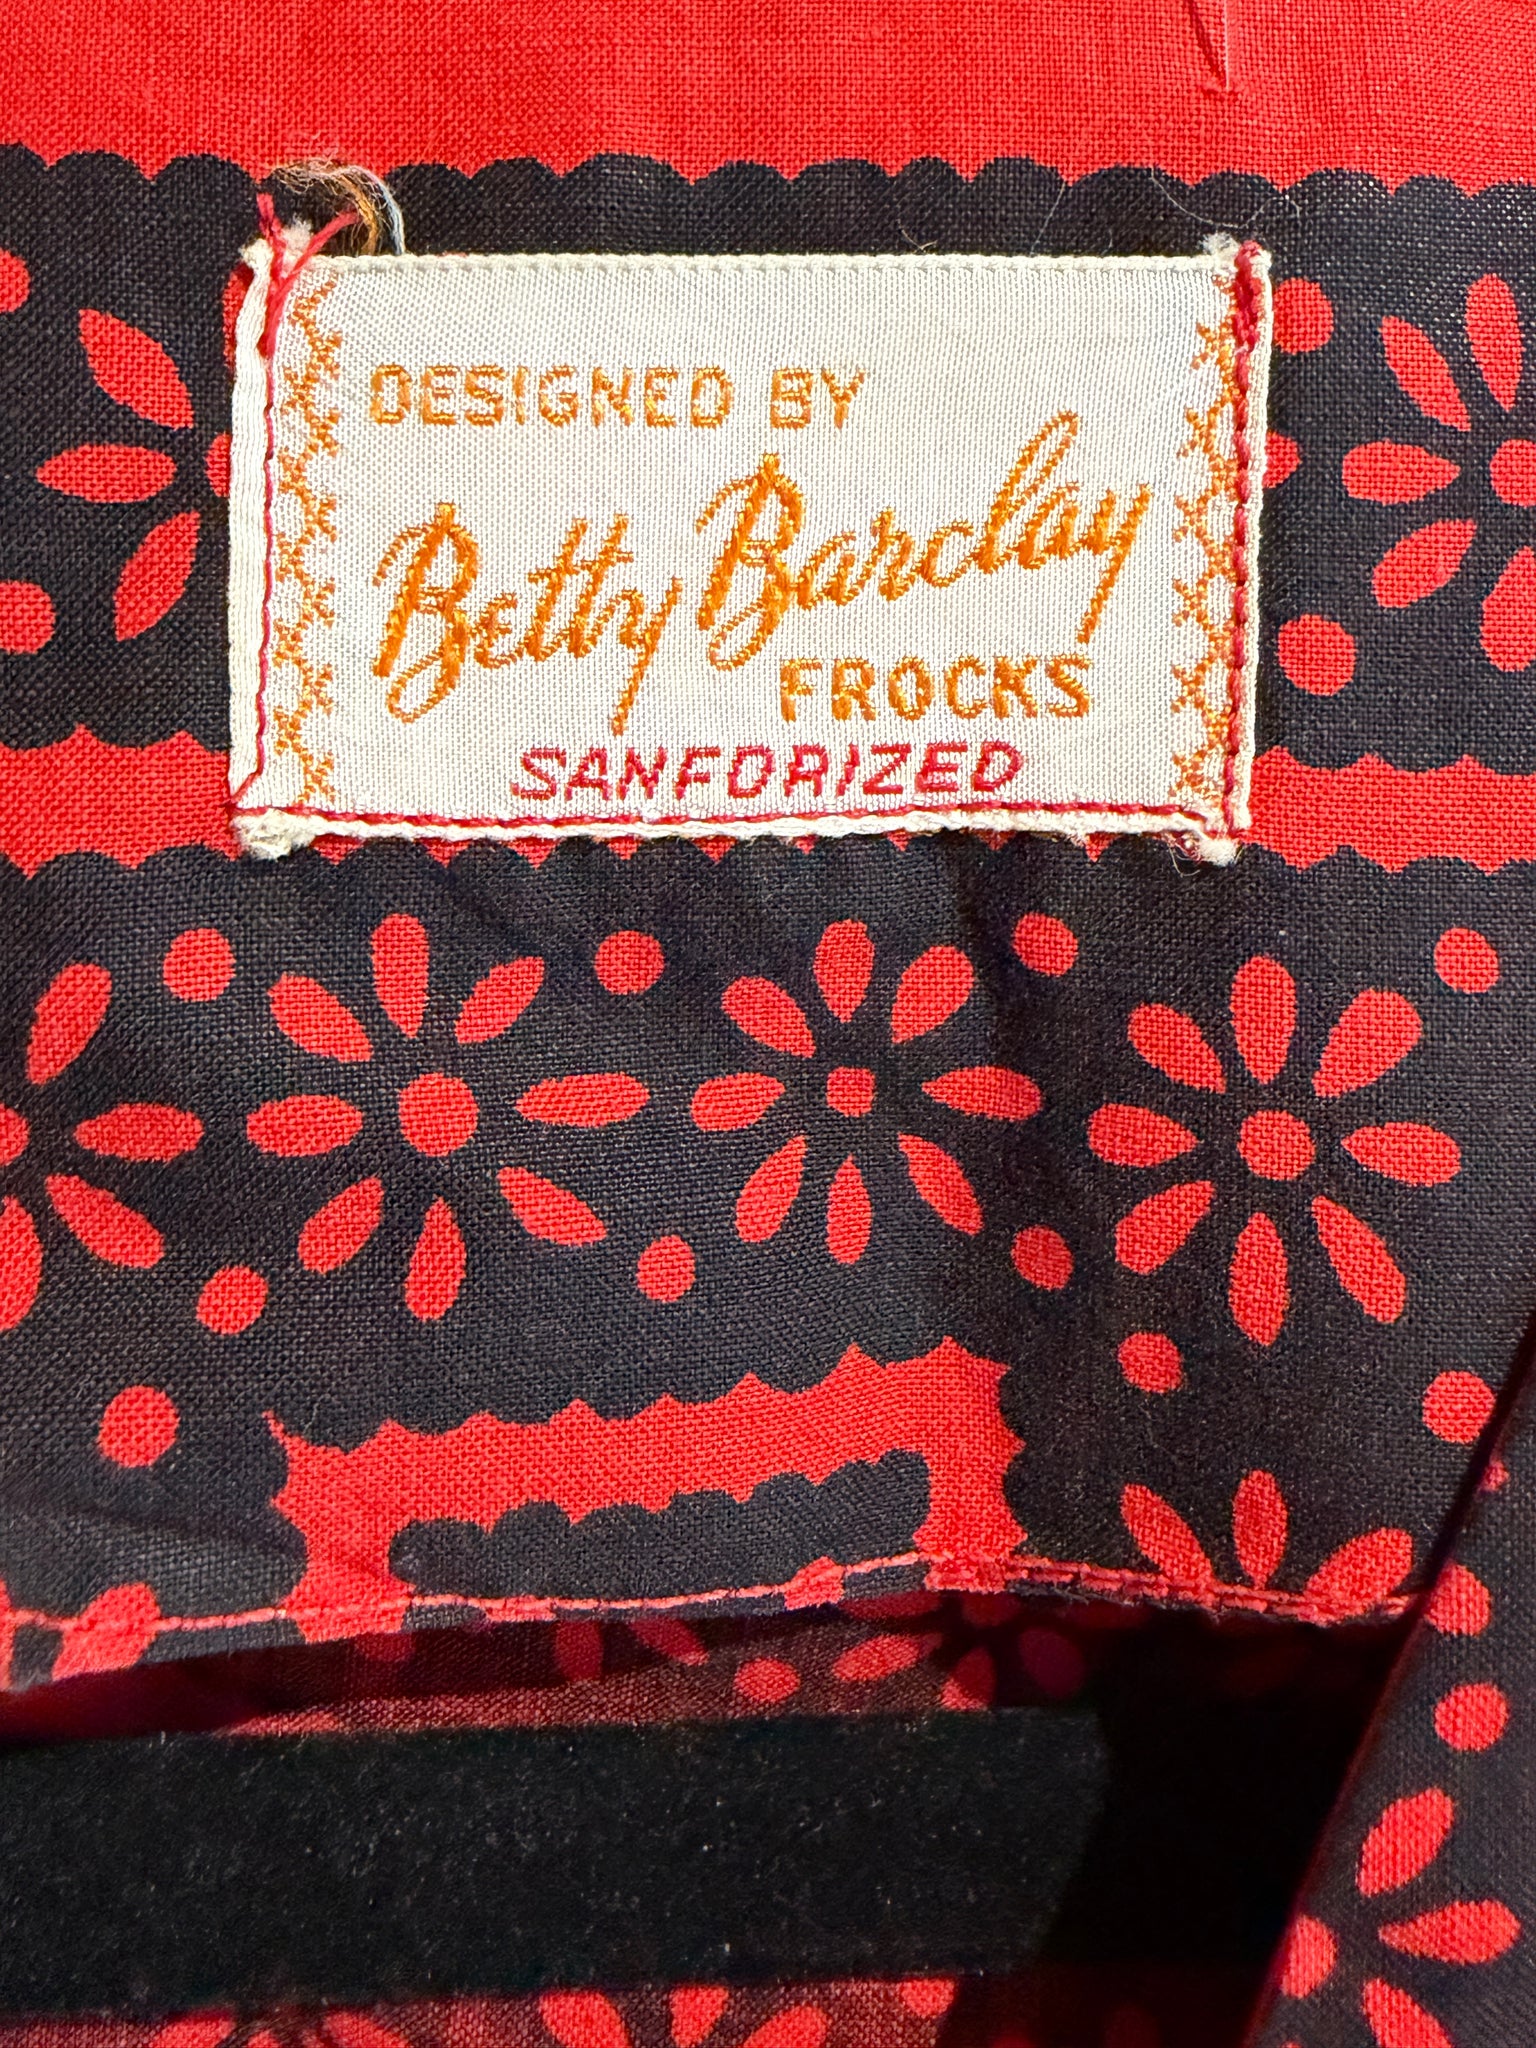 DESIGNED BY
Betty Barclay
FROCKS
SANFORIZED